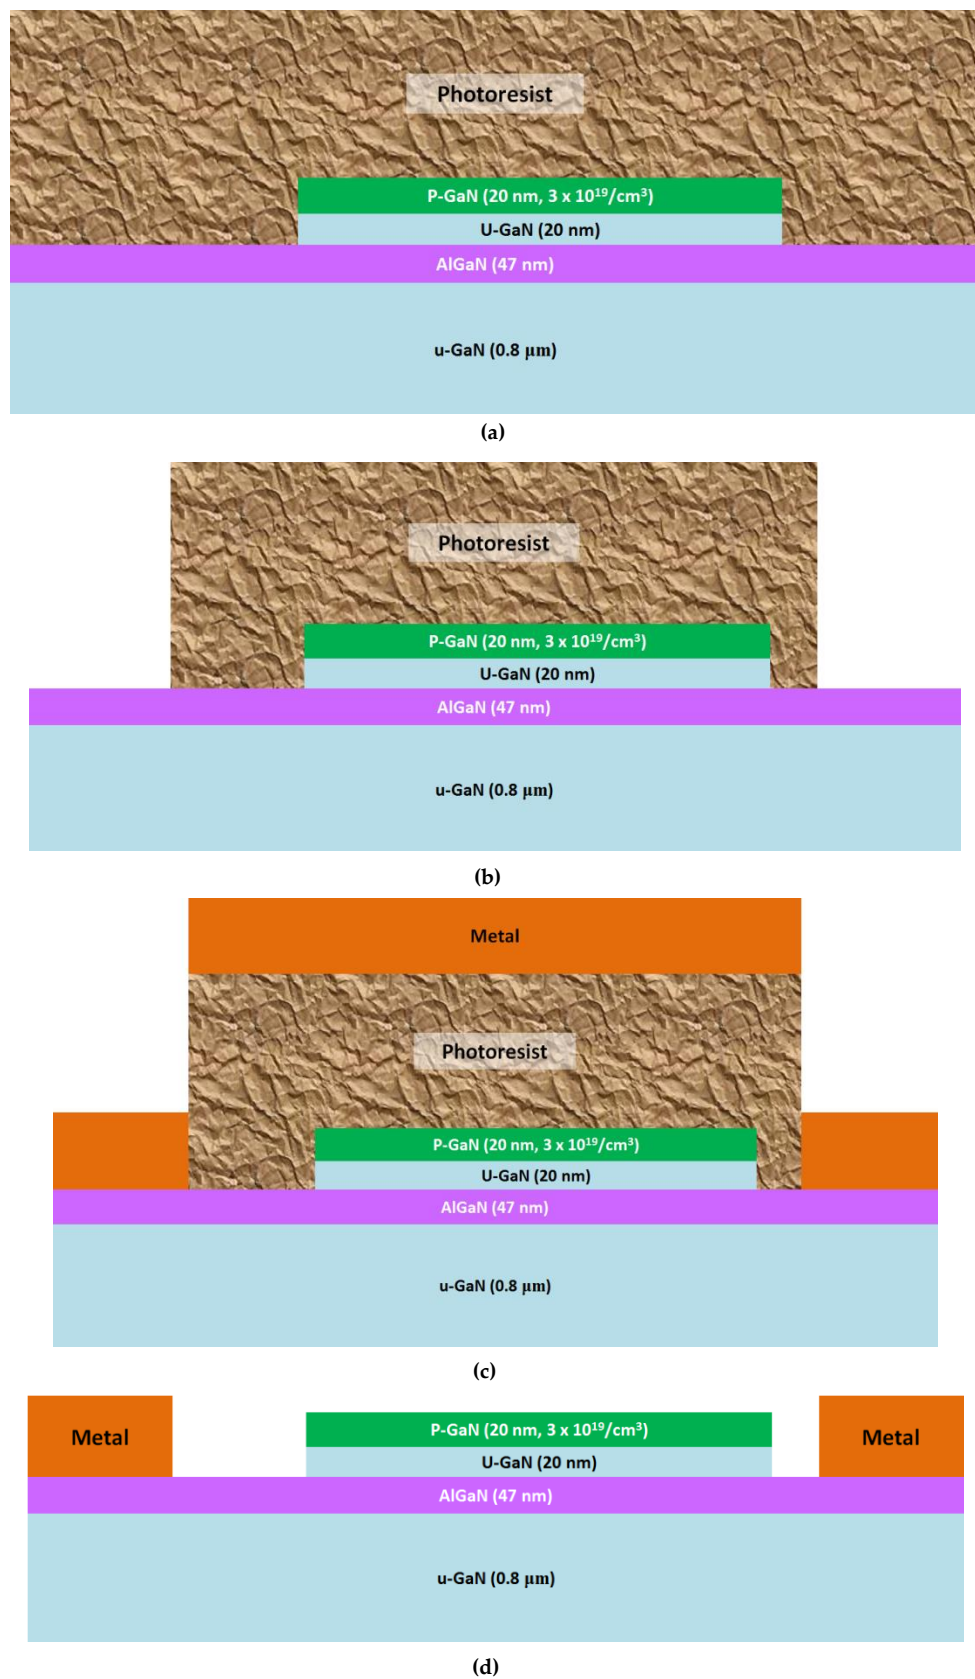 Photoresist
P-GaN (20 nm, 3 x 10¹⁹/cm³)
U-GaN (20 nm)
AlGaN (47 nm)
u-GaN (0.8 µm)
(a)
Photoresist
P-GaN (20 nm, 3 x 10¹⁹/cm³)
U-GaN (20 nm)
AlGaN (47 nm)
u-GaN (0.8 µm)
(b)
Metal
Photoresist
P-GaN (20 nm, 3 x 10¹⁹/cm³)
U-GaN (20 nm)
AlGaN (47 nm)
u-GaN (0.8 µm)
(c)
Metal P-GaN (20 nm, 3 x 10¹⁹/cm³) Metal
U-GaN (20 nm)
AlGaN (47 nm)
u-GaN (0.8 µm)
(d)